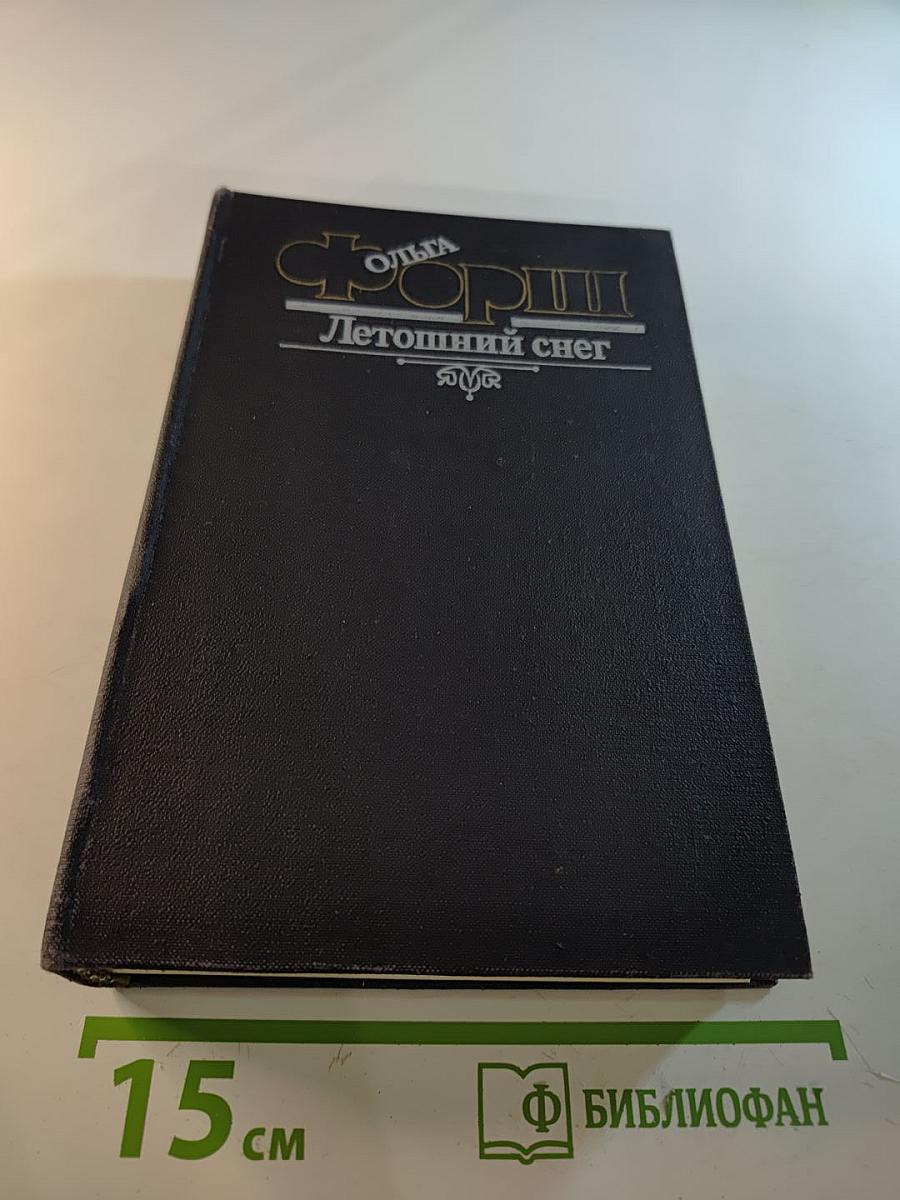 Ольга
Форш
Летошний снег
15 см
Ф БИБЛИОФАН